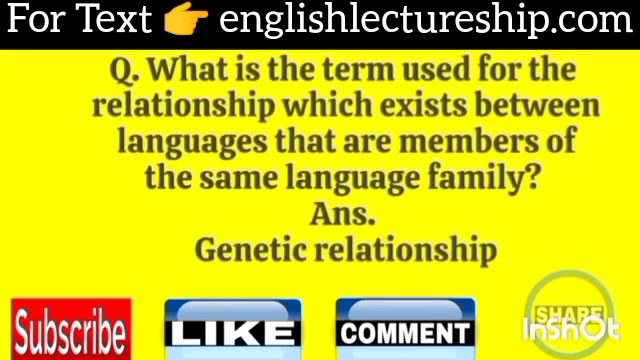 For Text 👉 englishlectureship.com
Q. What is the term used for the
relationship which exists between
languages that are members of
the same language family?
Ans.
Genetic relationship
Subscribe
LIKE
COMMENT
SHARE
InShOt